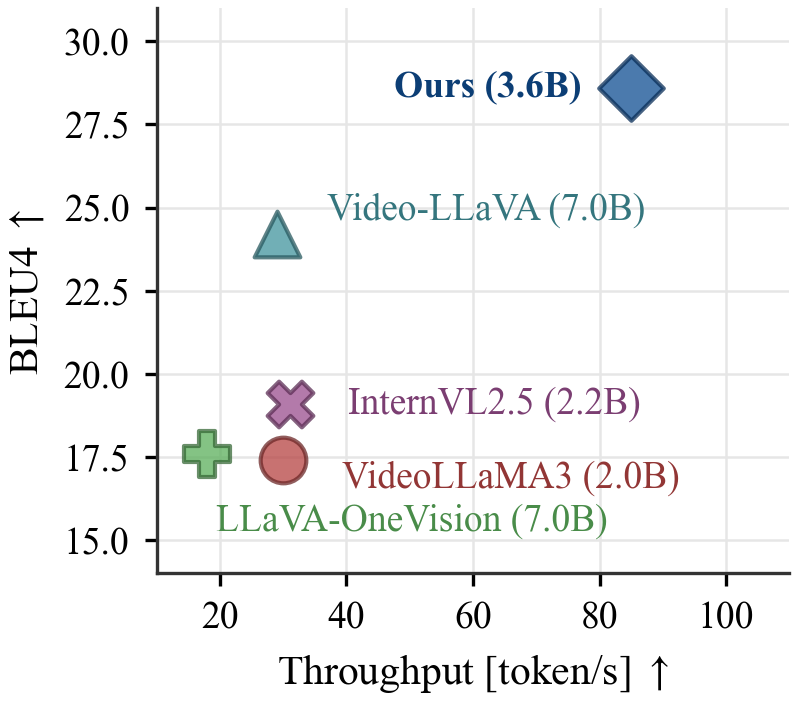 30.0
Ours (3.6B)
27.5
25.0
Video-LLaVA (7.0B)
BLEU4 ↑
22.5
20.0
InternVL2.5 (2.2B)
17.5
VideoLLaMA3 (2.0B)
LLaVA-OneVision (7.0B)
15.0
20 40 60 80 100
Throughput [token/s] ↑